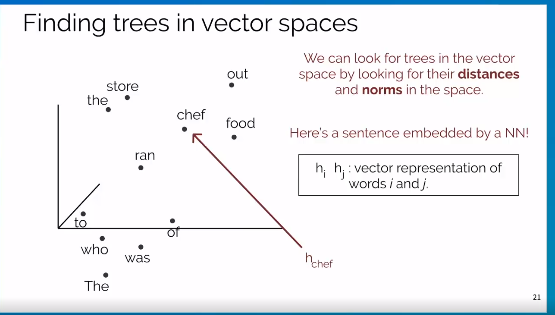 Finding trees in vector spaces
We can look for trees in the vector
space by looking for their distances
and norms in the space.
Here's a sentence embedded by a NN!
h_i h_j : vector representation of
words i and j.
out
store
the
chef
food
ran
to
of
who
was
The
h_chef
21